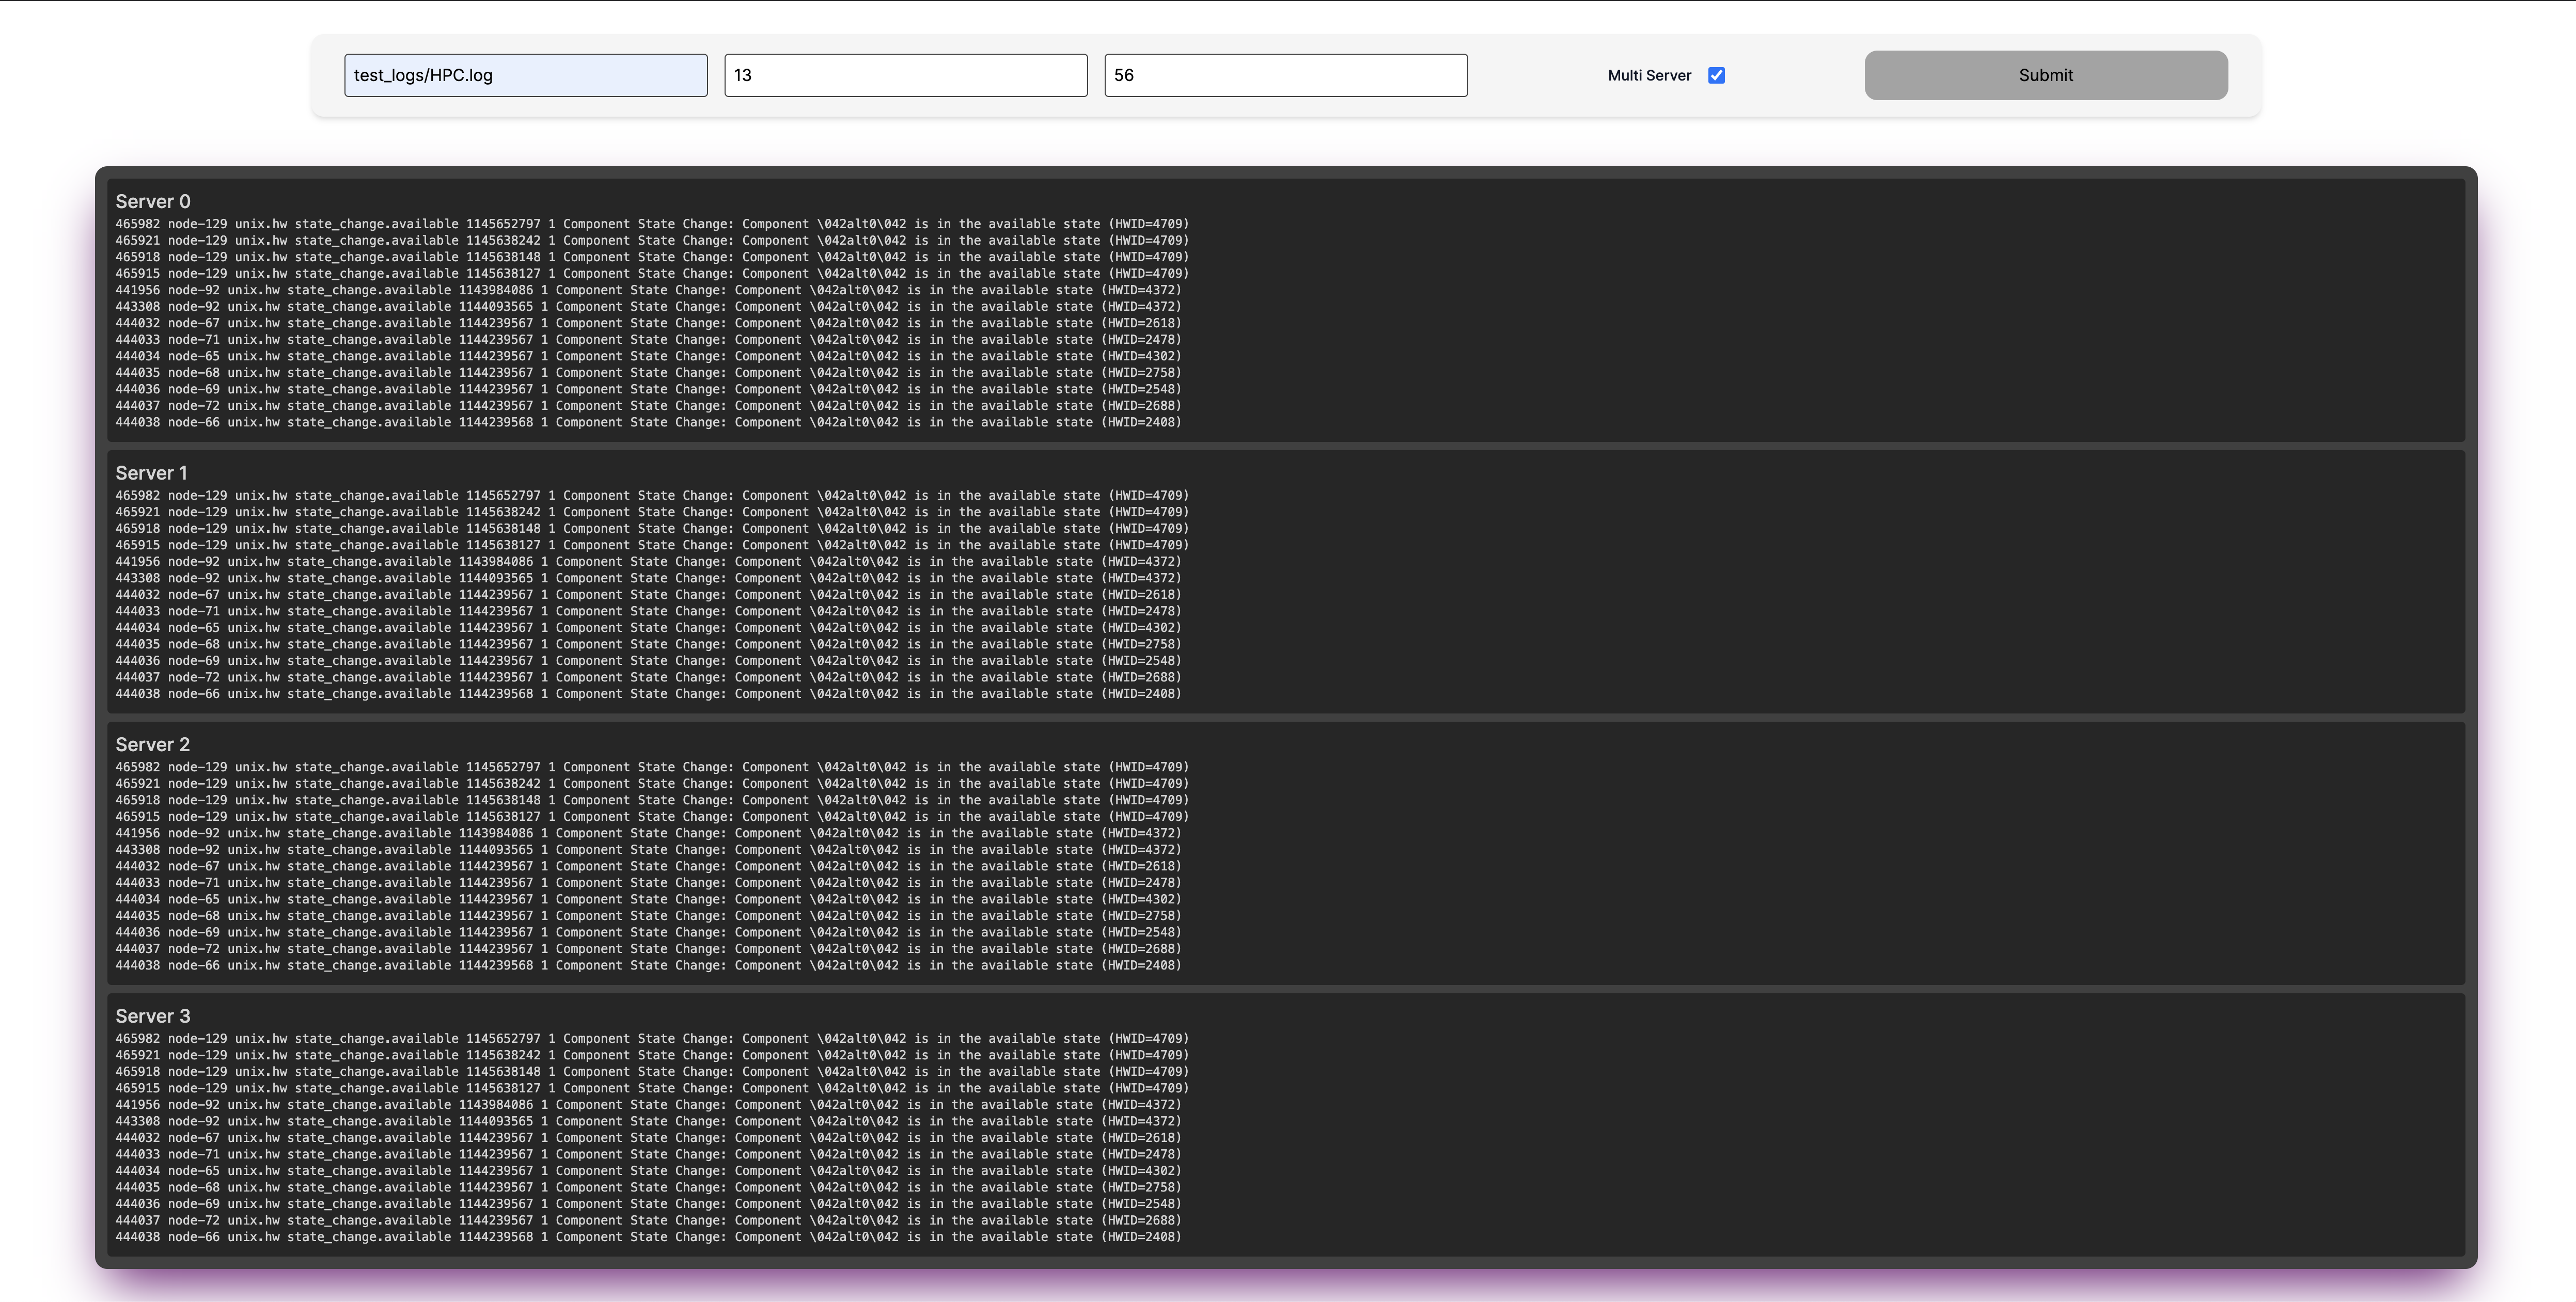 test_logs/HPC.log 13 56 Multi Server Submit
Server 0
465982 node-129 unix.hw state_change.available 1145652797 1 Component State Change: Component \042alt0\042 is in the available state (HWID=4709)
465921 node-129 unix.hw state_change.available 1145638242 1 Component State Change: Component \042alt0\042 is in the available state (HWID=4709)
465918 node-129 unix.hw state_change.available 1145638148 1 Component State Change: Component \042alt0\042 is in the available state (HWID=4709)
465915 node-129 unix.hw state_change.available 1145638127 1 Component State Change: Component \042alt0\042 is in the available state (HWID=4709)
441956 node-92 unix.hw state_change.available 1143984086 1 Component State Change: Component \042alt0\042 is in the available state (HWID=4372)
443308 node-92 unix.hw state_change.available 1144093565 1 Component State Change: Component \042alt0\042 is in the available state (HWID=4372)
444032 node-67 unix.hw state_change.available 1144239567 1 Component State Change: Component \042alt0\042 is in the available state (HWID=2618)
444033 node-71 unix.hw state_change.available 1144239567 1 Component State Change: Component \042alt0\042 is in the available state (HWID=2478)
444034 node-65 unix.hw state_change.available 1144239567 1 Component State Change: Component \042alt0\042 is in the available state (HWID=4302)
444035 node-68 unix.hw state_change.available 1144239567 1 Component State Change: Component \042alt0\042 is in the available state (HWID=2758)
444036 node-69 unix.hw state_change.available 1144239567 1 Component State Change: Component \042alt0\042 is in the available state (HWID=2548)
444037 node-72 unix.hw state_change.available 1144239567 1 Component State Change: Component \042alt0\042 is in the available state (HWID=2688)
444038 node-66 unix.hw state_change.available 1144239568 1 Component State Change: Component \042alt0\042 is in the available state (HWID=2408)
Server 1
465982 node-129 unix.hw state_change.available 1145652797 1 Component State Change: Component \042alt0\042 is in the available state (HWID=4709)
465921 node-129 unix.hw state_change.available 1145638242 1 Component State Change: Component \042alt0\042 is in the available state (HWID=4709)
465918 node-129 unix.hw state_change.available 1145638148 1 Component State Change: Component \042alt0\042 is in the available state (HWID=4709)
465915 node-129 unix.hw state_change.available 1145638127 1 Component State Change: Component \042alt0\042 is in the available state (HWID=4709)
441956 node-92 unix.hw state_change.available 1143984086 1 Component State Change: Component \042alt0\042 is in the available state (HWID=4372)
443308 node-92 unix.hw state_change.available 1144093565 1 Component State Change: Component \042alt0\042 is in the available state (HWID=4372)
444032 node-67 unix.hw state_change.available 1144239567 1 Component State Change: Component \042alt0\042 is in the available state (HWID=2618)
444033 node-71 unix.hw state_change.available 1144239567 1 Component State Change: Component \042alt0\042 is in the available state (HWID=2478)
444034 node-65 unix.hw state_change.available 1144239567 1 Component State Change: Component \042alt0\042 is in the available state (HWID=4302)
444035 node-68 unix.hw state_change.available 1144239567 1 Component State Change: Component \042alt0\042 is in the available state (HWID=2758)
444036 node-69 unix.hw state_change.available 1144239567 1 Component State Change: Component \042alt0\042 is in the available state (HWID=2548)
444037 node-72 unix.hw state_change.available 1144239567 1 Component State Change: Component \042alt0\042 is in the available state (HWID=2688)
444038 node-66 unix.hw state_change.available 1144239568 1 Component State Change: Component \042alt0\042 is in the available state (HWID=2408)
Server 2
465982 node-129 unix.hw state_change.available 1145652797 1 Component State Change: Component \042alt0\042 is in the available state (HWID=4709)
465921 node-129 unix.hw state_change.available 1145638242 1 Component State Change: Component \042alt0\042 is in the available state (HWID=4709)
465918 node-129 unix.hw state_change.available 1145638148 1 Component State Change: Component \042alt0\042 is in the available state (HWID=4709)
465915 node-129 unix.hw state_change.available 1145638127 1 Component State Change: Component \042alt0\042 is in the available state (HWID=4709)
441956 node-92 unix.hw state_change.available 1143984086 1 Component State Change: Component \042alt0\042 is in the available state (HWID=4372)
443308 node-92 unix.hw state_change.available 1144093565 1 Component State Change: Component \042alt0\042 is in the available state (HWID=4372)
444032 node-67 unix.hw state_change.available 1144239567 1 Component State Change: Component \042alt0\042 is in the available state (HWID=2618)
444033 node-71 unix.hw state_change.available 1144239567 1 Component State Change: Component \042alt0\042 is in the available state (HWID=2478)
444034 node-65 unix.hw state_change.available 1144239567 1 Component State Change: Component \042alt0\042 is in the available state (HWID=4302)
444035 node-68 unix.hw state_change.available 1144239567 1 Component State Change: Component \042alt0\042 is in the available state (HWID=2758)
444036 node-69 unix.hw state_change.available 1144239567 1 Component State Change: Component \042alt0\042 is in the available state (HWID=2548)
444037 node-72 unix.hw state_change.available 1144239567 1 Component State Change: Component \042alt0\042 is in the available state (HWID=2688)
444038 node-66 unix.hw state_change.available 1144239568 1 Component State Change: Component \042alt0\042 is in the available state (HWID=2408)
Server 3
465982 node-129 unix.hw state_change.available 1145652797 1 Component State Change: Component \042alt0\042 is in the available state (HWID=4709)
465921 node-129 unix.hw state_change.available 1145638242 1 Component State Change: Component \042alt0\042 is in the available state (HWID=4709)
465918 node-129 unix.hw state_change.available 1145638148 1 Component State Change: Component \042alt0\042 is in the available state (HWID=4709)
465915 node-129 unix.hw state_change.available 1145638127 1 Component State Change: Component \042alt0\042 is in the available state (HWID=4709)
441956 node-92 unix.hw state_change.available 1143984086 1 Component State Change: Component \042alt0\042 is in the available state (HWID=4372)
443308 node-92 unix.hw state_change.available 1144093565 1 Component State Change: Component \042alt0\042 is in the available state (HWID=4372)
444032 node-67 unix.hw state_change.available 1144239567 1 Component State Change: Component \042alt0\042 is in the available state (HWID=2618)
444033 node-71 unix.hw state_change.available 1144239567 1 Component State Change: Component \042alt0\042 is in the available state (HWID=2478)
444034 node-65 unix.hw state_change.available 1144239567 1 Component State Change: Component \042alt0\042 is in the available state (HWID=4302)
444035 node-68 unix.hw state_change.available 1144239567 1 Component State Change: Component \042alt0\042 is in the available state (HWID=2758)
444036 node-69 unix.hw state_change.available 1144239567 1 Component State Change: Component \042alt0\042 is in the available state (HWID=2548)
444037 node-72 unix.hw state_change.available 1144239567 1 Component State Change: Component \042alt0\042 is in the available state (HWID=2688)
444038 node-66 unix.hw state_change.available 1144239568 1 Component State Change: Component \042alt0\042 is in the available state (HWID=2408)